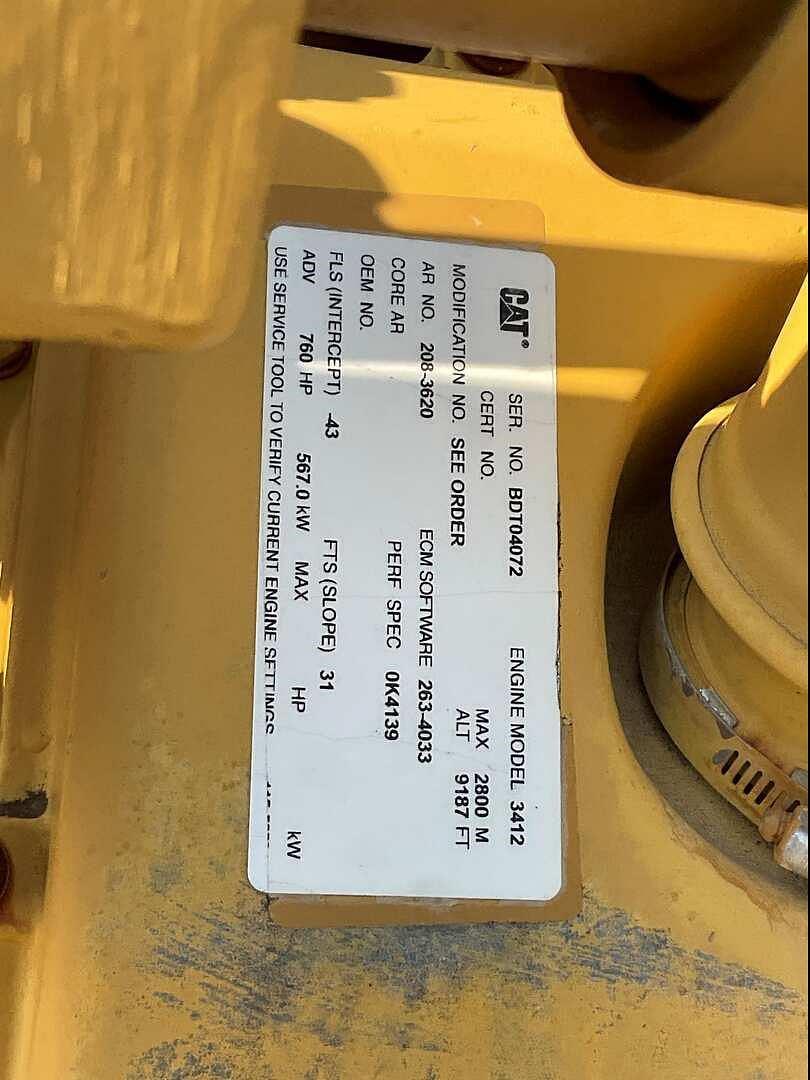 CAT® SER. NO. BDT04072 ENGINE MODEL 3412
CERT NO. MAX 2800 M
MODIFICATION NO. SEE ORDER ALT 9187 FT
AR NO. 208-3620 ECM SOFTWARE 263-4033
CORE AR PERF SPEC 0K4139
OEM NO.
FLS (INTERCEPT) -43 FTS (SLOPE) 31
ADV 760 HP 567.0 kW MAX HP kW
USE SERVICE TOOL TO VERIFY CURRENT ENGINE SETTINGS